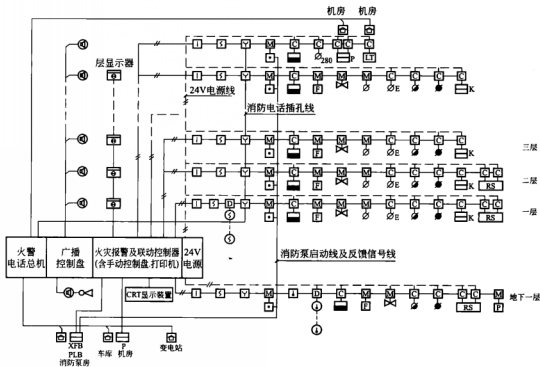 机房 机房
I S Y M C C C C C
280 P LT
层显示器
24V电源线
I S Y M C M M M C C C
F E K
消防电话插孔线
I S Y M C M M M C C C
F E K
三层
I S Y M C M M M C C C C C
F E K RS
二层
I S D Y M C M M M C C C C C
F E K RS
一层
S
火警
电话总机
广播
控制盘
火灾报警及联动控制器
(含手动控制盘.打印机)
24V
电源
消防泵启动线及反馈信号线
CRT显示装置
I S Y M D C M M C C C C C M
F RS P
地下一层
XFB
PLB
消防泵房
车库
P
机房
变电站